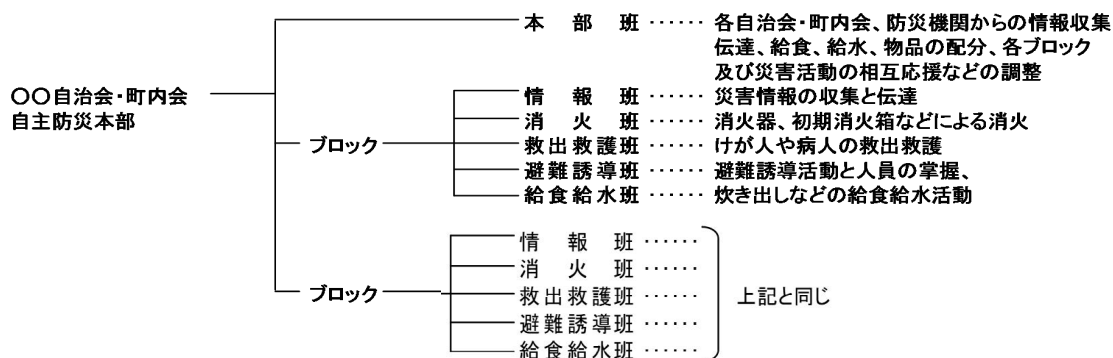 本部班……各自治会・町内会、防災機関からの情報収集
伝達、給食、給水、物品の配分、各ブロック
及び災害活動の相互応援などの調整
〇〇自治会・町内会
自主防災本部
ブロック
情報班……災害情報の収集と伝達
消火班……消火器、初期消火箱などによる消火
救出救護班……けが人や病人の救出救護
避難誘導班……避難誘導活動と人員の掌握、
給食給水班……炊き出しなどの給食給水活動
ブロック
情報班……
消火班……
救出救護班……
避難誘導班……
給食給水班……
上記と同じ